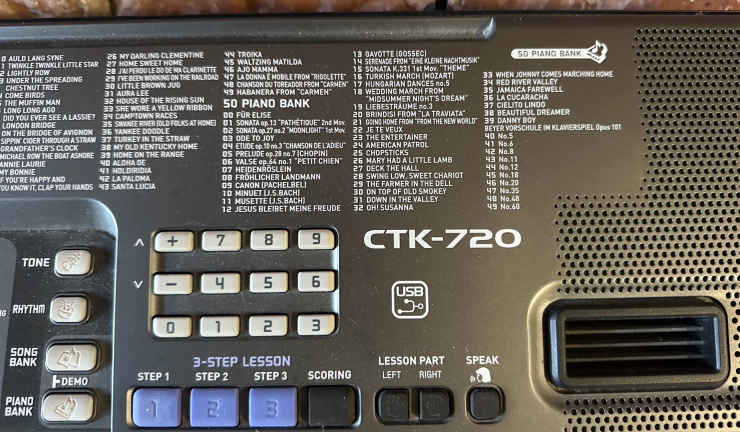 0 AULD LANG SYNE
1 TWINKLE TWINKLE LITTLE STAR
2 LIGHTLY ROW
3 UNDER THE SPREADING
CHESTNUT TREE
COME BIRDS
THE MUFFIN MAN
LONG LONG AGO
DID YOU EVER SEE A LASSIE?
LONDON BRIDGE
ON THE BRIDGE OF AVIGNON
SIPPIN' CIDER THROUGH A STRAW
GRANDFATHER'S CLOCK
MICHAEL ROW THE BOAT ASHORE
ANNIE LAURIE
MY BONNIE
IF YOU'RE HAPPY AND
YOU KNOW IT, CLAP YOUR HANDS
26 MY DARLING CLEMENTINE
27 HOME SWEET HOME
28 J'AI PERDU LE DO DE MA CLARINETTE
29 I'VE BEEN WORKING ON THE RAILROAD
30 LITTLE BROWN JUG
31 AURA LEE
32 HOUSE OF THE RISING SUN
33 SHE WORE A YELLOW RIBBON
34 CAMPTOWN RACES
35 SWANEE RIVER (OLD FOLKS AT HOME)
36 YANKEE DOODLE
37 TURKEY IN THE STRAW
38 MY OLD KENTUCKY HOME
39 HOME ON THE RANGE
40 ALOHA OE
41 HOLDIRIDIA
42 LA PALOMA
43 SANTA LUCIA
44 TROIKA
45 WALTZING MATILDA
46 AJO MAMMA
47 LA DONNA È MOBILE FROM "RIGOLETTO"
48 CHANSON DU TOREADOR FROM "CARMEN"
49 HABANERA FROM "CARMEN"
50 PIANO BANK
00 FÜR ELISE
01 SONATA op.13 "PATHÉTIQUE" 2nd Mov.
02 SONATA op.27 no.2 "MOONLIGHT" 1st Mov.
03 ODE TO JOY
04 ETUDE op.10 no.3 "CHANSON DE L'ADIEU"
05 PRELUDE op.28 no.7 (CHOPIN)
06 VALSE op.64 no.1 "PETIT CHIEN"
07 HEIDENRÖSLEIN
08 FRÖHLICHER LANDMANN
09 CANON (PACHELBEL)
10 MINUET (J.S.BACH)
11 MUSETTE (J.S.BACH)
12 JESUS BLEIBET MEINE FREUDE
13 GAVOTTE (GOSSEC)
14 SERENADE FROM "EINE KLEINE NACHTMUSIK"
15 SONATA K.331 1st Mov. "THEME"
16 TURKISH MARCH (MOZART)
17 HUNGARIAN DANCES no.5
18 WEDDING MARCH FROM
"MIDSUMMER NIGHT'S DREAM"
19 LIEBESTRÄUME no.3
20 BRINDISI FROM "LA TRAVIATA"
21 GOING HOME FROM "FROM THE NEW WORLD"
22 JE TE VEUX
23 THE ENTERTAINER
24 AMERICAN PATROL
25 CHOPSTICKS
26 MARY HAD A LITTLE LAMB
27 DECK THE HALL
28 SWING LOW, SWEET CHARIOT
29 THE FARMER IN THE DELL
30 ON TOP OF OLD SMOKEY
31 DOWN IN THE VALLEY
32 OH! SUSANNA
50 PIANO BANK
33 WHEN JOHNNY COMES MARCHING HOME
34 RED RIVER VALLEY
35 JAMAICA FAREWELL
36 LA CUCARACHA
37 CIELITO LINDO
38 BEAUTIFUL DREAMER
39 DANNY BOY
BEYER VORSCHULE IM KLAVIERSPIEL Opus 101
40 No.5
41 No.6
42 No.8
43 No.11
44 No.12
45 No.18
46 No.20
47 No.35
48 No.48
49 No.60
CTK-720
USB
TONE
RHYTHM
SONG
BANK
DEMO
PIANO
BANK
+ 7 8 9
- 4 5 6
0 1 2 3
3-STEP LESSON
STEP 1 STEP 2 STEP 3 SCORING
1 2 3
LESSON PART
LEFT RIGHT
SPEAK